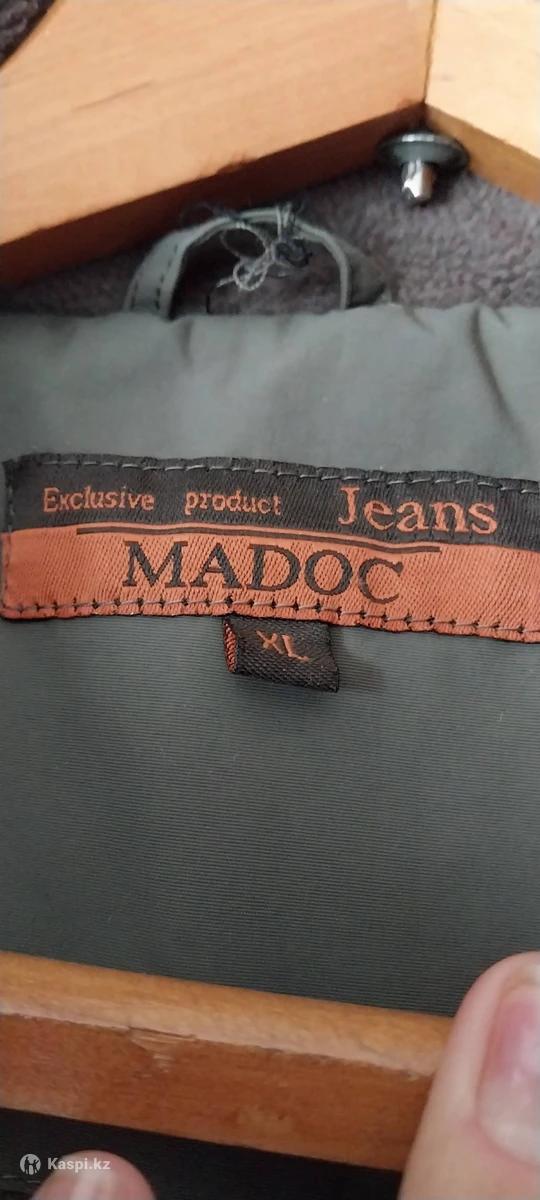 Exclusive product Jeans
MADOC
XL
Kaspi.kz